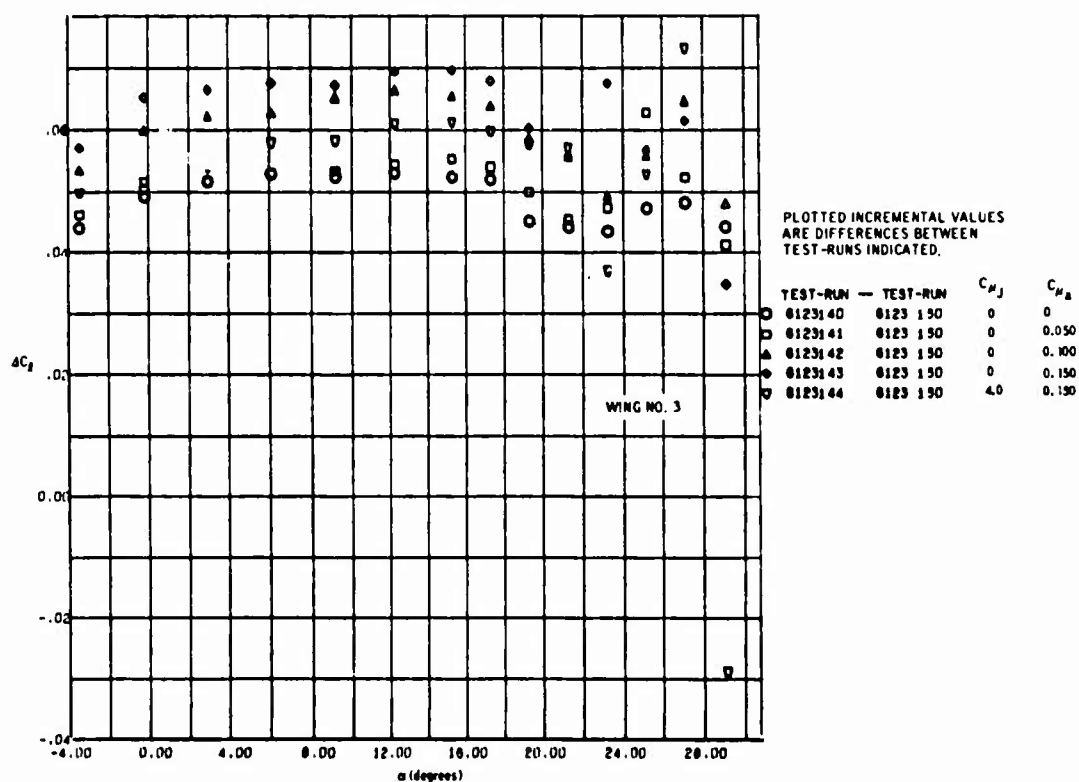 .06
.04
.02
0.00
-.02
-.04
ΔCℓ
-4.00 0.00 4.00 8.00 12.00 16.00 20.00 24.00 28.00
α (degrees)
WING NO. 3
PLOTTED INCREMENTAL VALUES
ARE DIFFERENCES BETWEEN
TEST-RUNS INDICATED.
TEST-RUN — TEST-RUN CμJ Cμa
6123140 6123 150 0 0
6123141 6123 150 0 0.050
6123142 6123 150 0 0.100
6123143 6123 150 0 0.150
6123144 6123 150 4.0 0.150